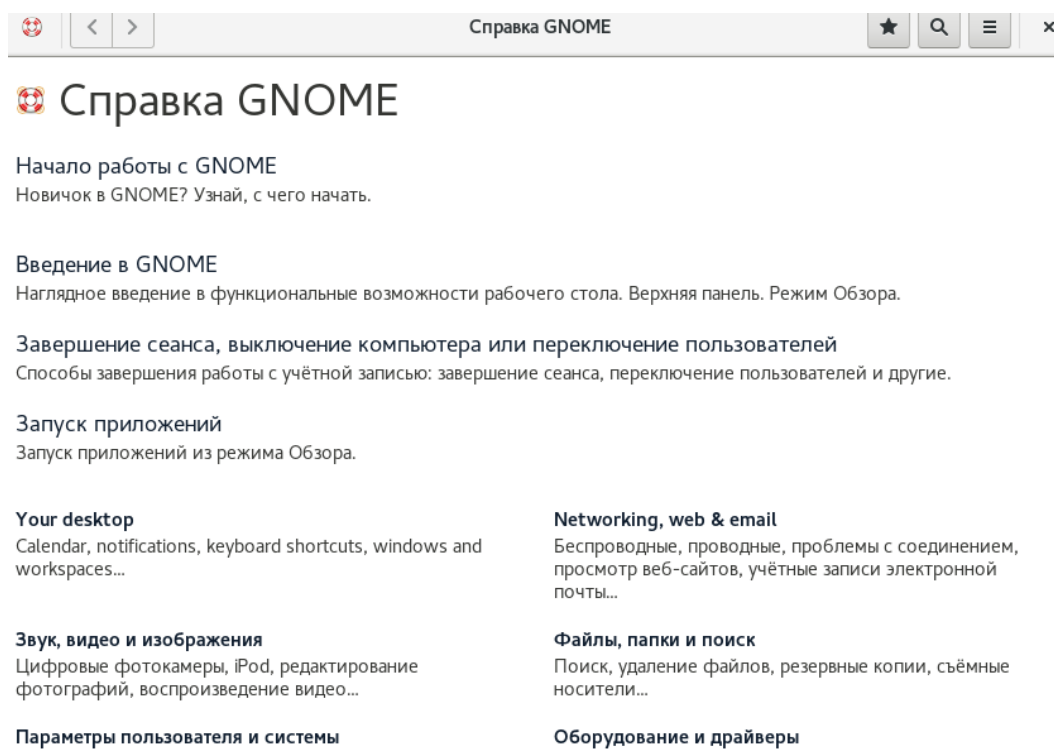 Справка GNOME
Справка GNOME
Начало работы с GNOME
Новичок в GNOME? Узнай, с чего начать.
Введение в GNOME
Наглядное введение в функциональные возможности рабочего стола. Верхняя панель. Режим Обзора.
Завершение сеанса, выключение компьютера или переключение пользователей
Способы завершения работы с учётной записью: завершение сеанса, переключение пользователей и другие.
Запуск приложений
Запуск приложений из режима Обзора.
Your desktop
Calendar, notifications, keyboard shortcuts, windows and
workspaces…
Networking, web & email
Беспроводные, проводные, проблемы с соединением,
просмотр веб-сайтов, учётные записи электронной
почты…
Звук, видео и изображения
Цифровые фотокамеры, iPod, редактирование
фотографий, воспроизведение видео…
Файлы, папки и поиск
Поиск, удаление файлов, резервные копии, съёмные
носители…
Параметры пользователя и системы
Оборудование и драйверы